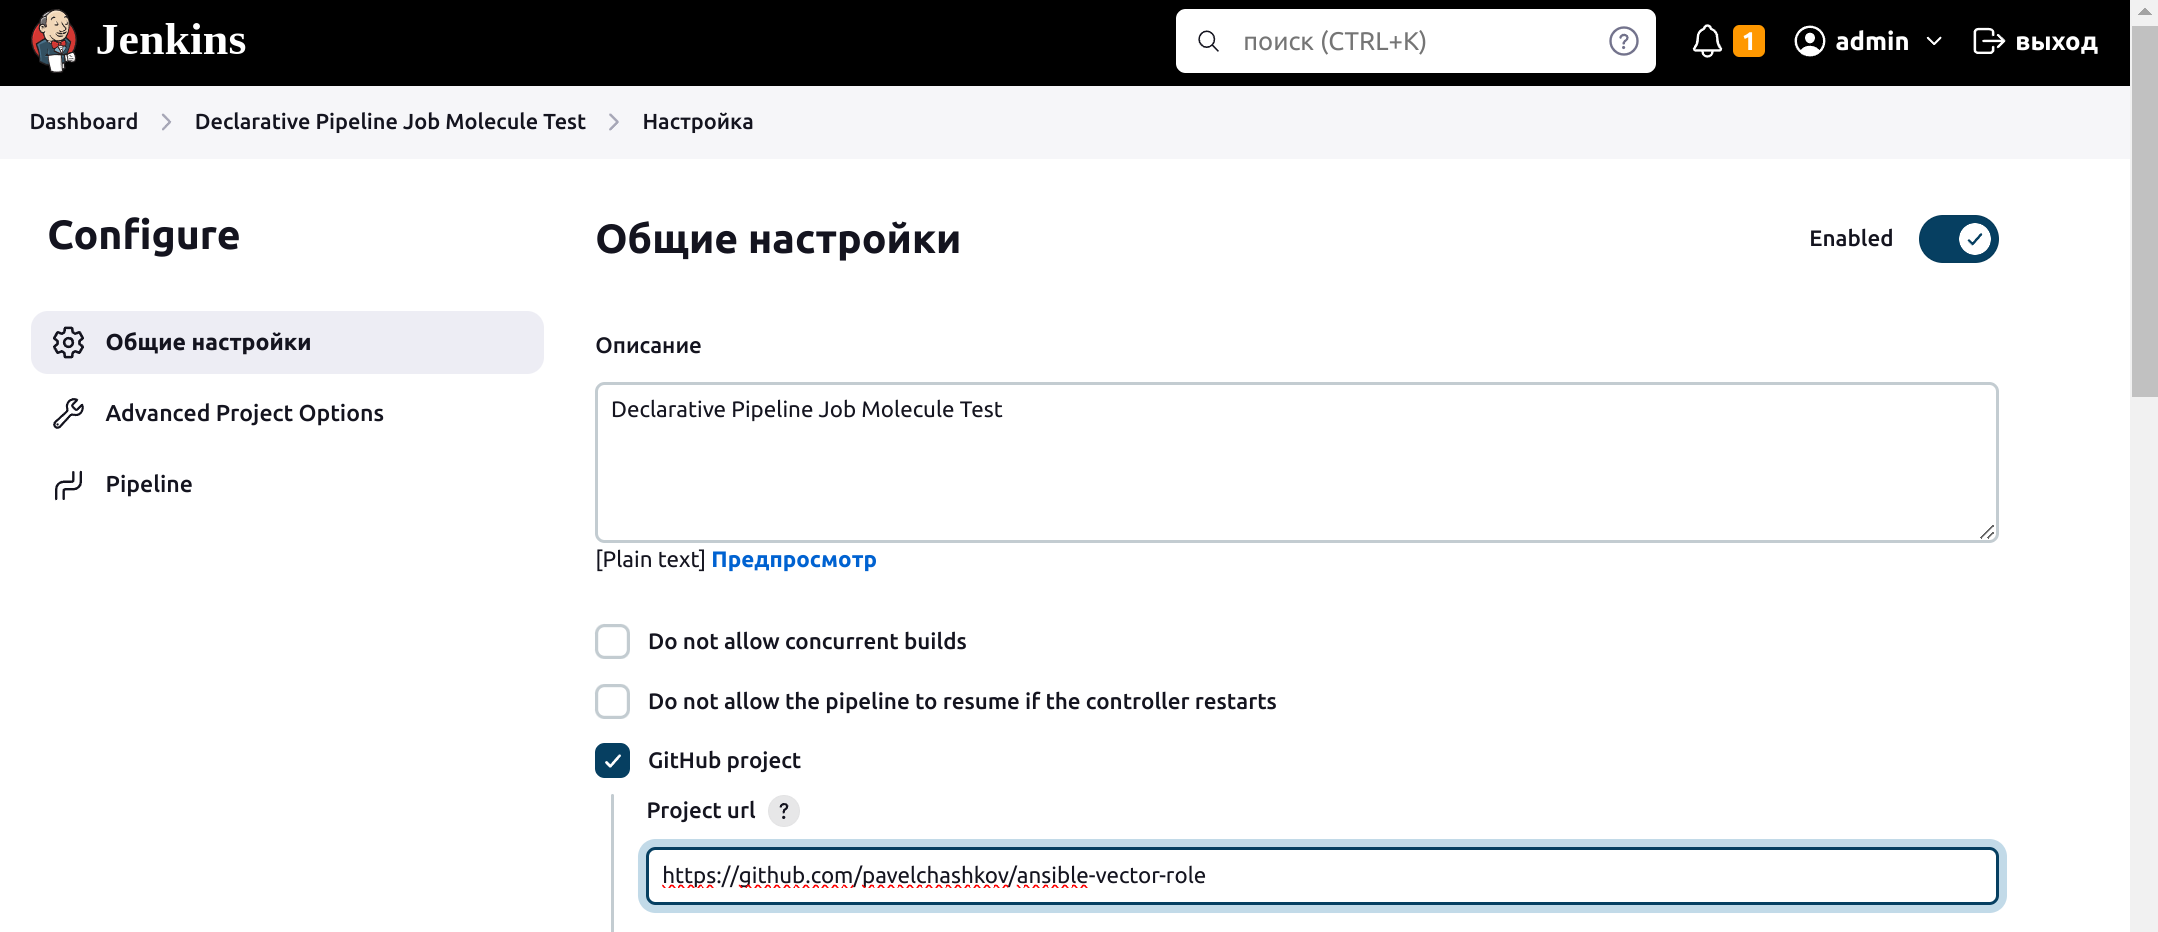 Jenkins
поиск (CTRL+K)
?
1
admin
выход
Dashboard
Declarative Pipeline Job Molecule Test
Настройка
Configure
Общие настройки
Advanced Project Options
Pipeline
Общие настройки
Enabled
Описание
Declarative Pipeline Job Molecule Test
[Plain text] Предпросмотр
Do not allow concurrent builds
Do not allow the pipeline to resume if the controller restarts
GitHub project
Project url ?
https://github.com/pavelchashkov/ansible-vector-role